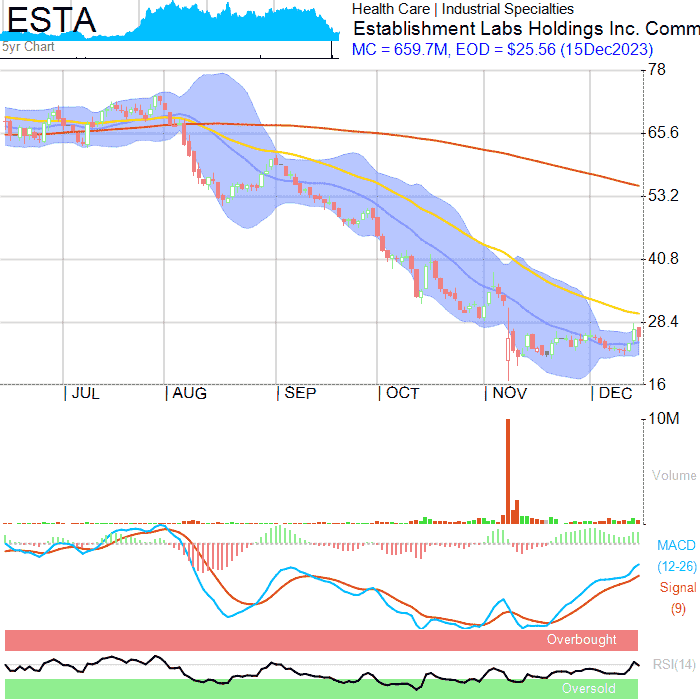 ESTA
5yr Chart
Health Care | Industrial Specialties
Establishment Labs Holdings Inc. Comm
MC = 659.7M, EOD = $25.56 (15Dec2023)
78
65.6
53.2
40.8
28.4
16
| JUL | AUG | SEP | OCT | NOV | DEC
10M
Volume
MACD
(12-26)
Signal
(9)
Overbought
RSI(14)
Oversold